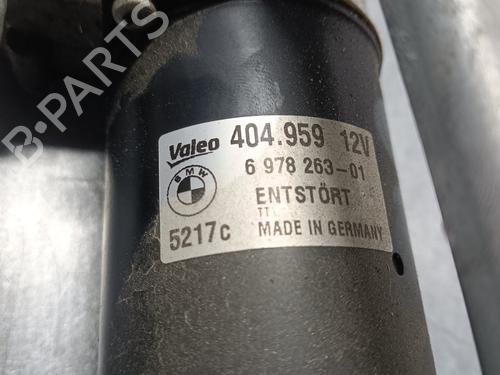 B-PARTS
Valeo 404.959 12V
6 978 263-01
BMW
ENTSTÖRT
TT
5217c MADE IN GERMANY